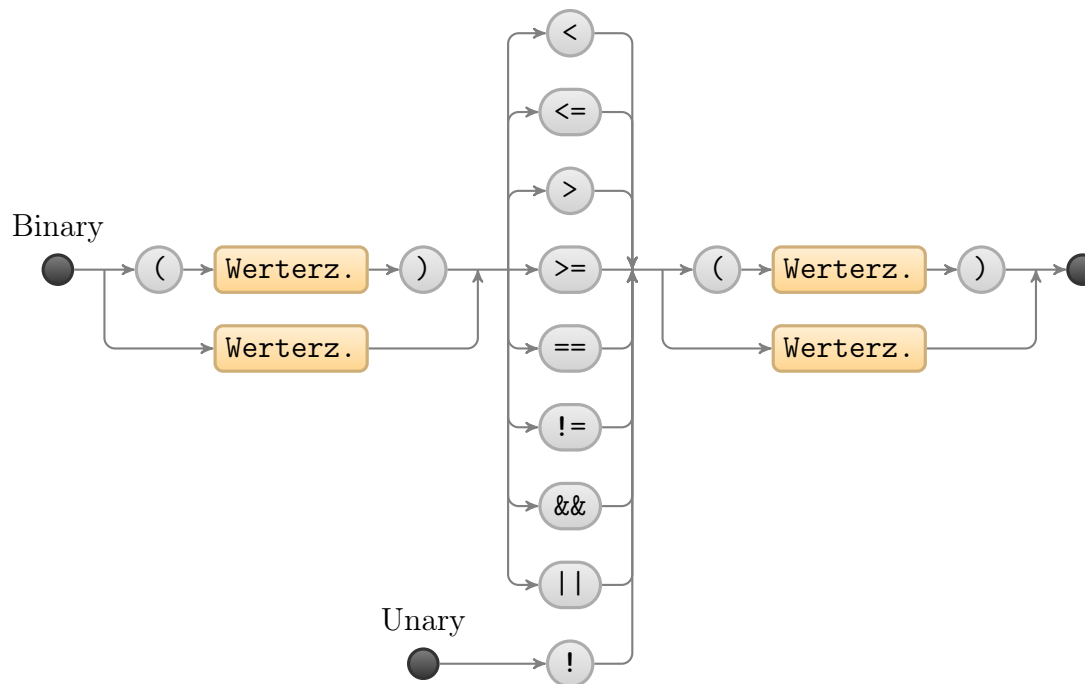 <
<=
>
Binary
( Werterz. ) >= ( Werterz. )
Werterz. == Werterz.
!=
&&
||
Unary
!